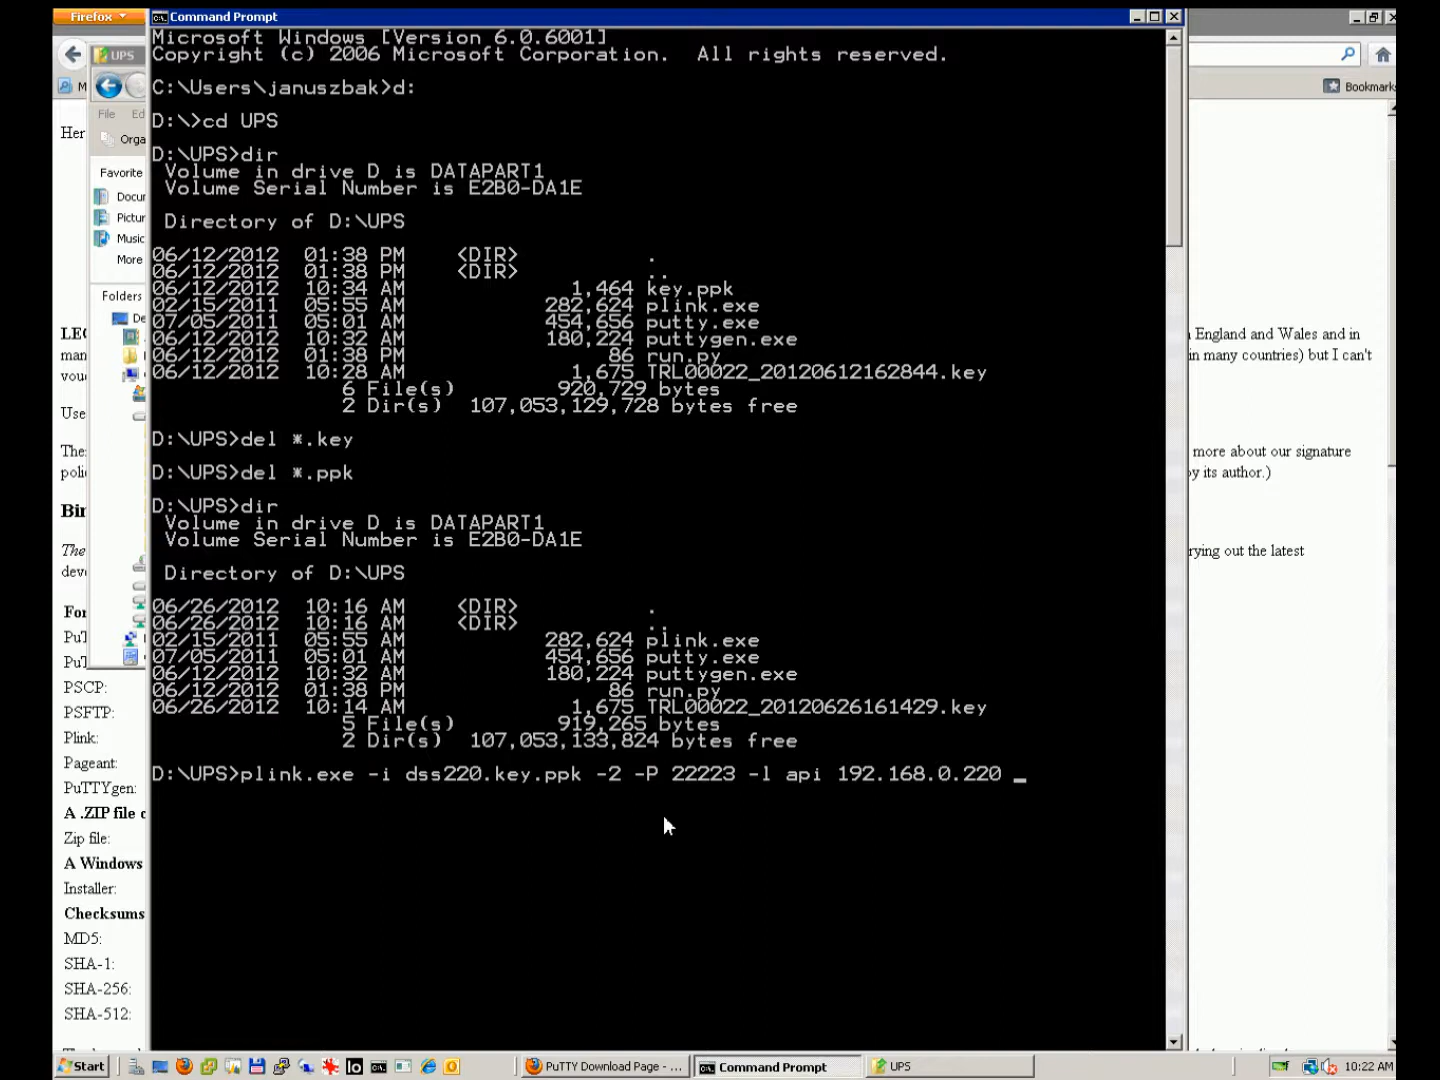 Firefox
Command Prompt
UPS
Microsoft Windows [Version 6.0.6001]
Copyright (c) 2006 Microsoft Corporation.  All rights reserved.
C:\Users\januszbak>d:
D:\>cd UPS
D:\UPS>dir
Volume in drive D is DATAPART1
Volume Serial Number is E2B0-DA1E
Directory of D:\UPS
06/12/2012  01:38 PM    <DIR>          .
06/12/2012  01:38 PM    <DIR>          ..
06/12/2012  10:34 AM             1,464 key.ppk
02/15/2011  05:55 AM           282,624 plink.exe
07/05/2011  05:01 AM           454,656 putty.exe
06/12/2012  10:32 AM           180,224 puttygen.exe
06/12/2012  01:38 PM                86 run.py
06/12/2012  10:28 AM             1,675 TRL00022_20120612162844.key
6 File(s)        920,729 bytes
2 Dir(s)  107,053,129,728 bytes free
D:\UPS>del *.key
D:\UPS>del *.ppk
D:\UPS>dir
Volume in drive D is DATAPART1
Volume Serial Number is E2B0-DA1E
Directory of D:\UPS
06/26/2012  10:16 AM    <DIR>          .
06/26/2012  10:16 AM    <DIR>          ..
02/15/2011  05:55 AM           282,624 plink.exe
07/05/2011  05:01 AM           454,656 putty.exe
06/12/2012  10:32 AM           180,224 puttygen.exe
06/12/2012  01:38 PM                86 run.py
06/26/2012  10:14 AM             1,675 TRL00022_20120626161429.key
5 File(s)        919,265 bytes
2 Dir(s)  107,053,133,824 bytes free
D:\UPS>plink.exe -i dss220.key.ppk -2 -P 22223 -l api 192.168.0.220 _
File
Favorite
Music
More
Folders
Use
PSCP:
PSFTP:
Plink:
Pageant:
PuTTYgen:
A .ZIP file
Zip file:
A Windows
Installer:
Checksums
MD5:
SHA-1:
SHA-256:
SHA-512:
England and Wales and in
in many countries) but I can't
more about our signature
by its author.)
out the latest
Start
PuTTY Download Page - ...
Command Prompt
UPS
10:22 AM